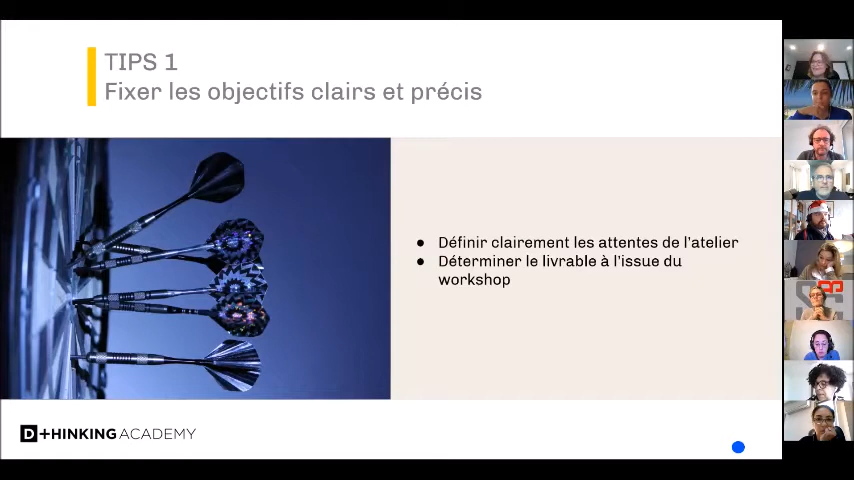 TIPS 1
Fixer les objectifs clairs et précis
● Définir clairement les attentes de l'atelier
● Déterminer le livrable à l'issue du
workshop
D+HINKING ACADEMY